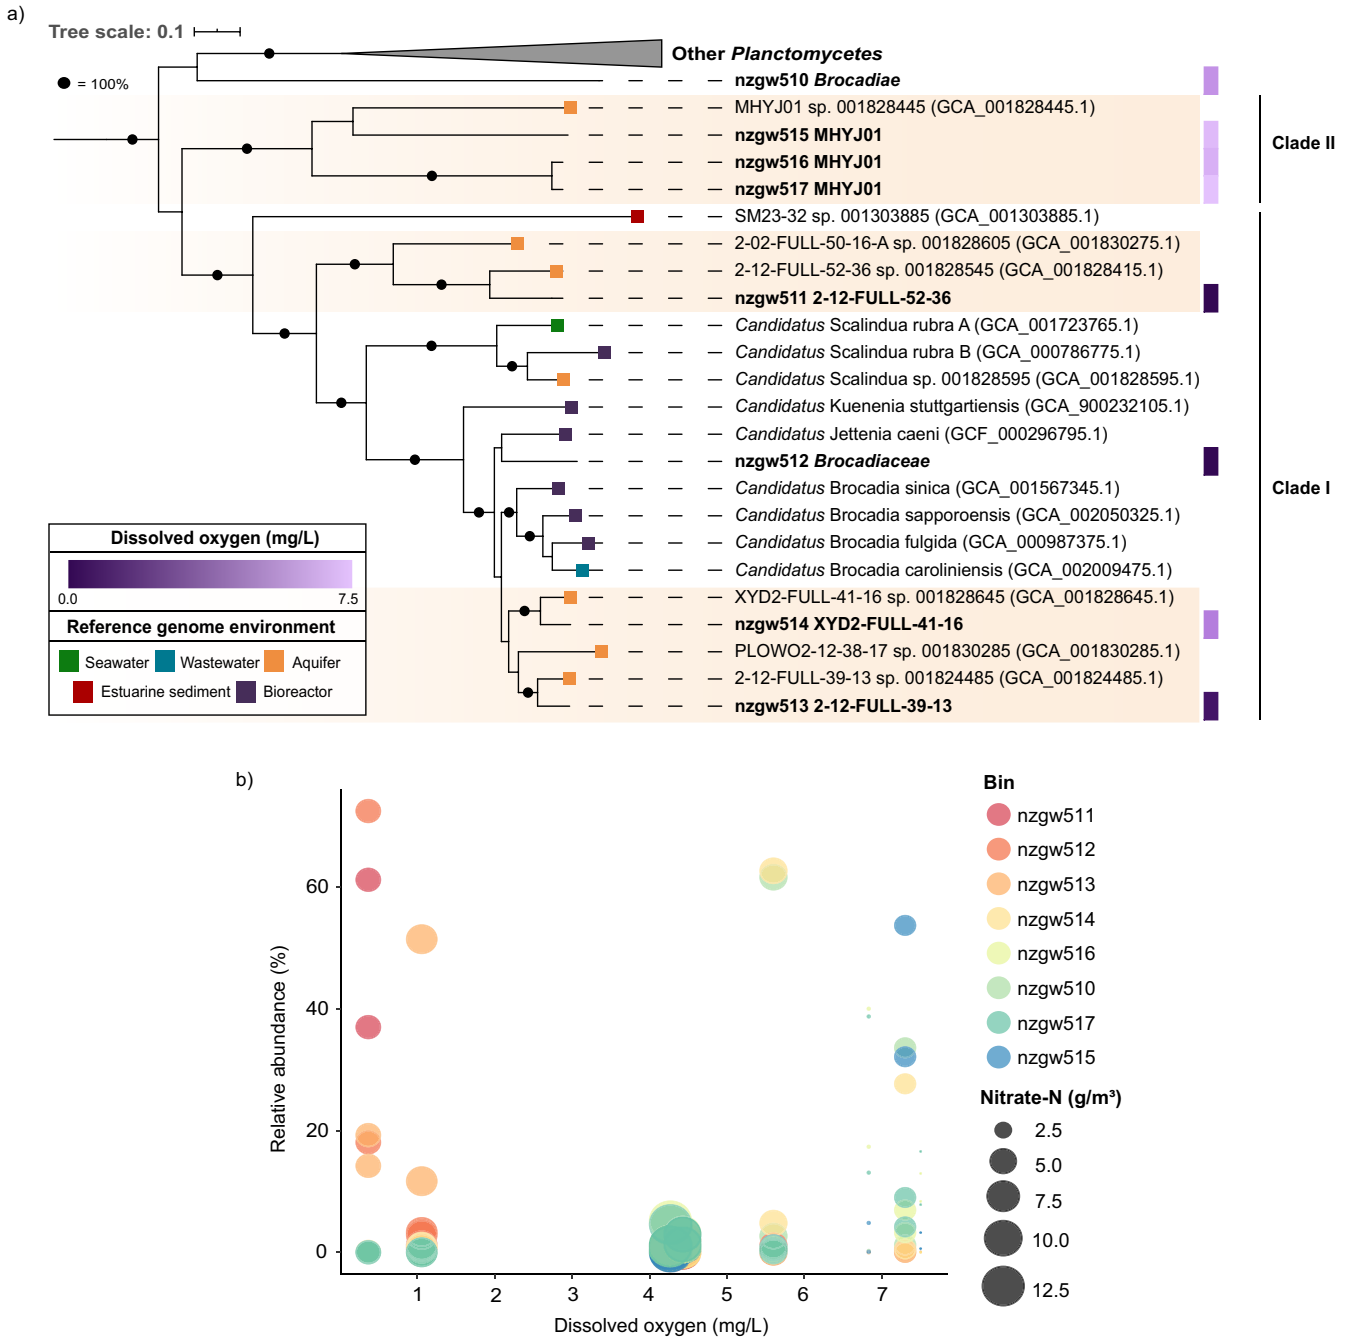 a)
Tree scale: 0.1
Other Planctomycetes
= 100%
nzgw510 Brocadiae
MHYJ01 sp. 001828445 (GCA_001828445.1)
nzgw515 MHYJ01
Clade II
nzgw516 MHYJ01
nzgw517 MHYJ01
SM23-32 sp. 001303885 (GCA_001303885.1)
2-02-FULL-50-16-A sp. 001828605 (GCA_001830275.1)
2-12-FULL-52-36 sp. 001828545 (GCA_001828415.1)
nzgw511 2-12-FULL-52-36
Candidatus Scalindua rubra A (GCA_001723765.1)
Candidatus Scalindua rubra B (GCA_000786775.1)
Candidatus Scalindua sp. 001828595 (GCA_001828595.1)
Candidatus Kuenenia stuttgartiensis (GCA_900232105.1)
Candidatus Jettenia caeni (GCF_000296795.1)
nzgw512 Brocadiaceae
Candidatus Brocadia sinica (GCA_001567345.1)
Clade I
Candidatus Brocadia sapporoensis (GCA_002050325.1)
Candidatus Brocadia fulgida (GCA_000987375.1)
Candidatus Brocadia caroliniensis (GCA_002009475.1)
XYD2-FULL-41-16 sp. 001828645 (GCA_001828645.1)
nzgw514 XYD2-FULL-41-16
PLOWO2-12-38-17 sp. 001830285 (GCA_001830285.1)
2-12-FULL-39-13 sp. 001824485 (GCA_001824485.1)
nzgw513 2-12-FULL-39-13
Dissolved oxygen (mg/L)
0.0 7.5
Reference genome environment
Seawater Wastewater Aquifer
Estuarine sediment Bioreactor
b)
Relative abundance (%)
60
40
20
0
1 2 3 4 5 6 7
Dissolved oxygen (mg/L)
Bin
nzgw511
nzgw512
nzgw513
nzgw514
nzgw516
nzgw510
nzgw517
nzgw515
Nitrate-N (g/m³)
2.5
5.0
7.5
10.0
12.5